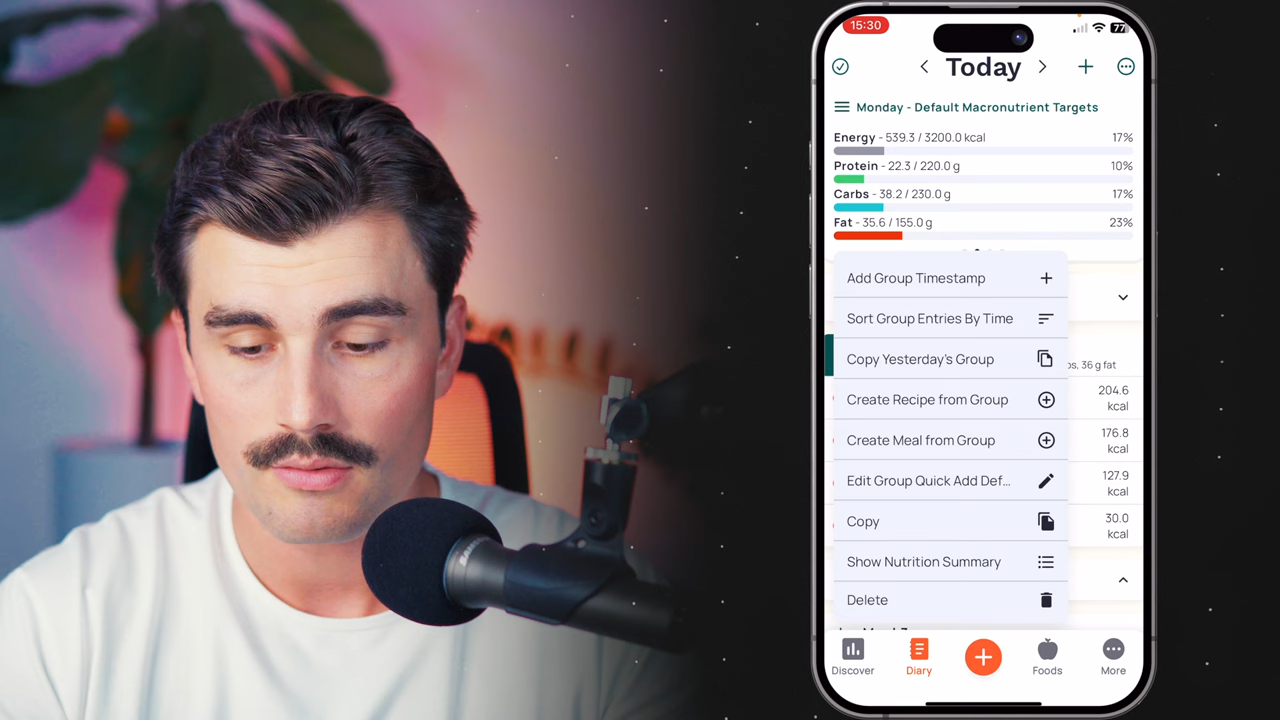 15:30
77
Today
Monday - Default Macronutrient Targets
Energy - 539.3 / 3200.0 kcal 17%
Protein - 22.3 / 220.0 g 10%
Carbs - 38.2 / 230.0 g 17%
Fat - 35.6 / 155.0 g 23%
Add Group Timestamp
Sort Group Entries By Time
Copy Yesterday's Group
36 g fat
Create Recipe from Group
204.6
kcal
Create Meal from Group
176.8
kcal
Edit Group Quick Add Def...
127.9
kcal
Copy
30.0
kcal
Show Nutrition Summary
Delete
Discover
Diary
Foods
More